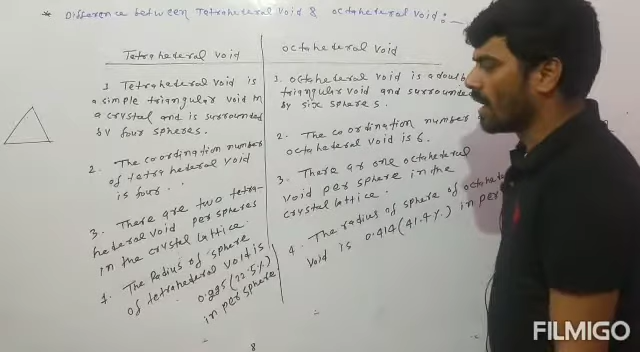 * Difference between Tetrahederal Void & octahederal Void :-
Tetrahederal Void
1. Tetrahederal Void is
a simple triangular void in
a crystal and is surrounded
by four spheres.
2. The coordination number
of tetrahederal void
is four.
3. There are two tetra-
hederal void per spheres
in the crystal lattice.
4. The Radius of sphere
of tetrahederal void is
0.225 (22.5%)
in per sphere
octahederal void
1. octahederal void is a double
triangular void and surrounded
by six spheres.
2. The coordination number
octahederal void is 6.
3. There ar one octahederal
void per sphere in the
crystal lattice.
4. The radius of sphere of octahede
void is 0.414 (41.4%) in per
8
FILMIGO